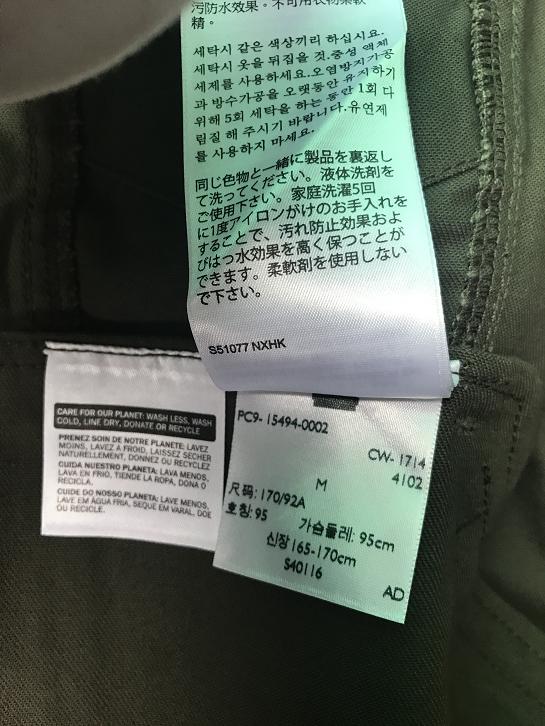 污防水效果。不可用衣物柔軟
精。
세탁시 같은 색상끼리 하십시요.
세탁시 옷을 뒤집을 것.중성 액체
세제를 사용하세요.오염방지가공
과 방수가공을 오랫동안 유지하기
위해 5회 세탁을 하는 동안 1회 다
림질 해 주시기 바랍니다.유연제
를 사용하지 마세요.
同じ色物と一緒に製品を裏返し
て洗ってください。液体洗剤を
ご使用下さい。家庭洗濯5回
に1度アイロンがけのお手入れを
することで、汚れ防止効果およ
びはっ水効果を高く保つことが
できます。柔軟剤を使用しない
で下さい。
S51077 NXHK
CARE FOR OUR PLANET: WASH LESS, WASH
COLD, LINE DRY, DONATE OR RECYCLE
PRENEZ SOIN DE NOTRE PLANETE: LAVEZ
MOINS, LAVEZ A FROID, LAISSEZ SECHER
NATURELLEMENT, DONNEZ OU RECYCLEZ
CUIDA NUESTRO PLANETA: LAVA MENOS,
LAVA EN FRIO, TIENDE LA ROPA, DONA O
RECICLA.
CUIDE DO NOSSO PLANETA: LAVE MENOS,
LAVE EM ÁGUA FRIA, SEQUE EM VARAL, DOE
OU RECICLE.
PC9- 15494-0002
CW- 1714
4102
M
尺码: 170/92A
호칭: 95
가슴둘레: 95cm
신장 165-170cm
S40116
AD